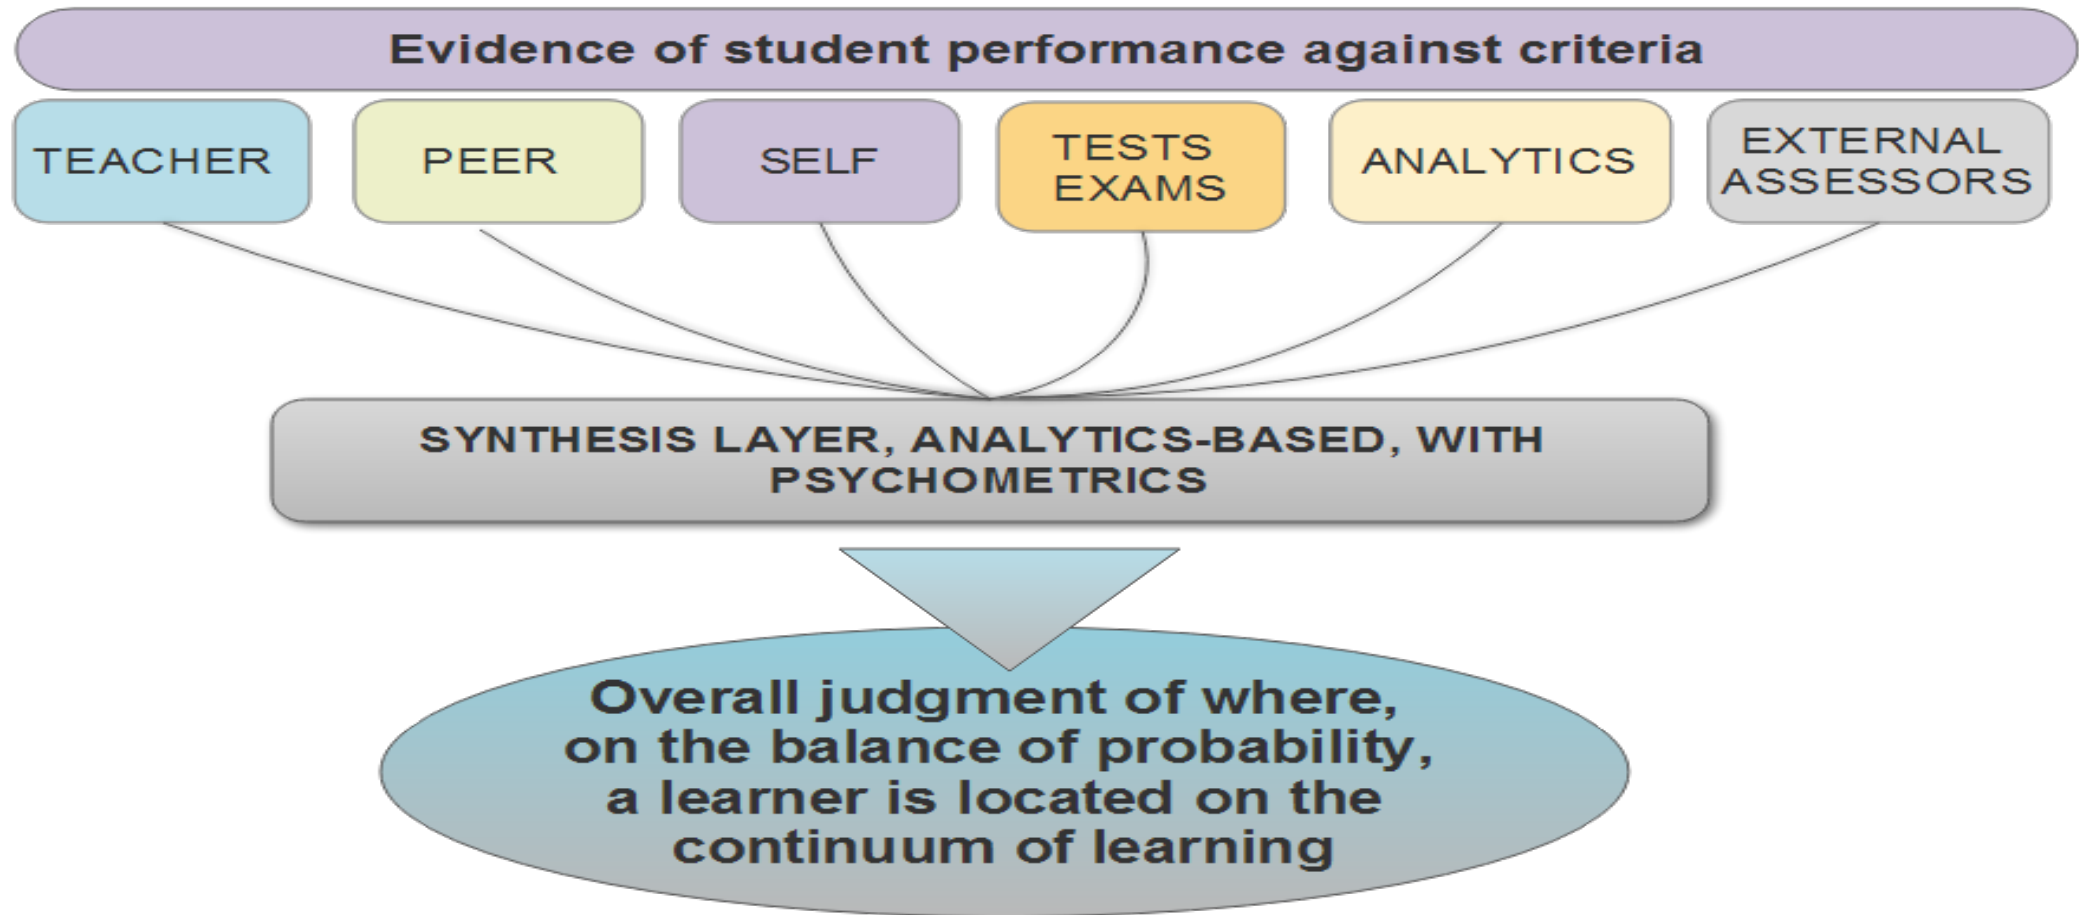 Evidence of student performance against criteria
TEACHER
PEER
SELF
TESTS
EXAMS
ANALYTICS
EXTERNAL
ASSESSORS
SYNTHESIS LAYER, ANALYTICS-BASED, WITH
PSYCHOMETRICS
Overall judgment of where,
on the balance of probability,
a learner is located on the
continuum of learning